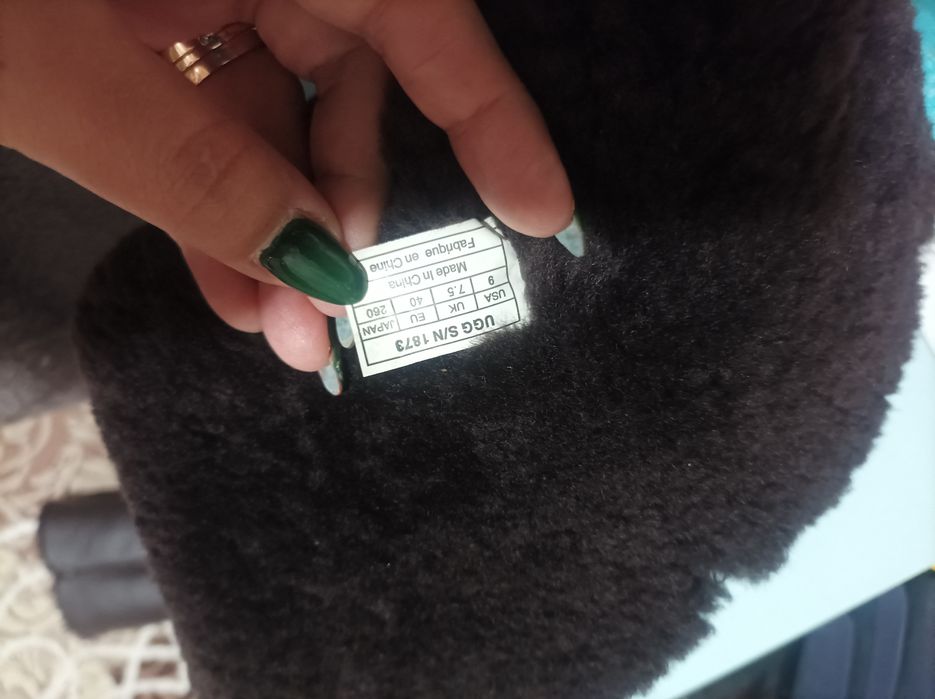 UGG S/N 1873
USA UK EU JAPAN
9 7.5 40 260
Made In China
Fabrique en Chine